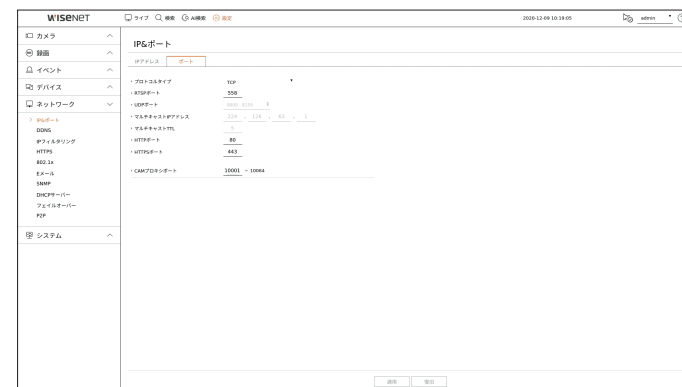 WISENET
ライブ 検索 AI検索 設定 2020-12-09 10:19:05 admin
カメラ
録画
イベント
デバイス
ネットワーク
IP&ポート
DDNS
IPフィルタリング
HTTPS
802.1x
Eメール
SNMP
DHCPサーバー
フェイルオーバー
P2P
システム
IP&ポート
IPアドレス ポート
プロトコルタイプ TCP
RTSPポート 558
UDPポート
マルチキャストIPアドレス 224 . 126 . 63 . 1
マルチキャストTTL 5
HTTPポート 80
HTTPSポート 443
CAMプロキシポート 10001 ~ 10064
適用 復旧